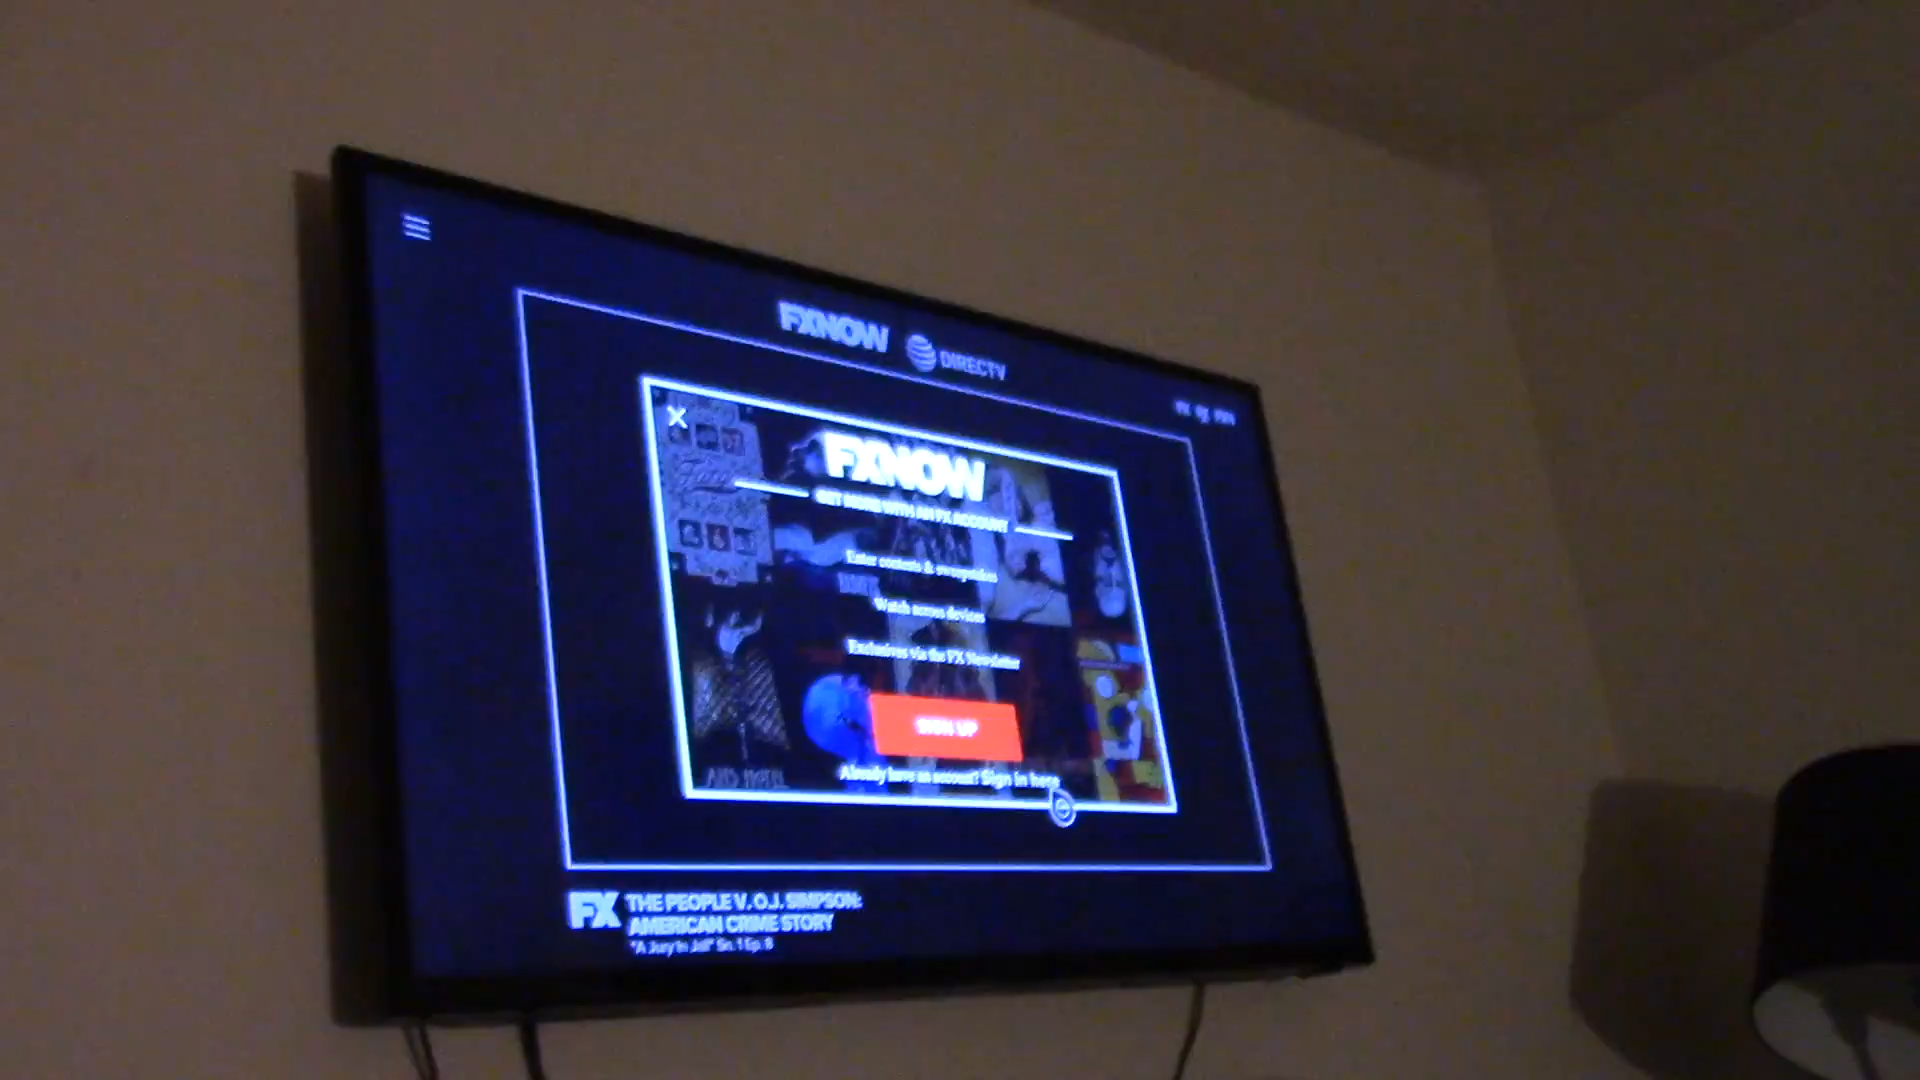 FXNOW DIRECTV
FXNOW
GET MORE WITH AN FX ACCOUNT
Enter contests & sweepstakes
Watch across devices
Exclusives via the FX Newsletter
SIGN UP
Already have an account? Sign in here
FX THE PEOPLE V. O.J. SIMPSON:
AMERICAN CRIME STORY
"A Jury In Jail" Sn. 1 Ep. 8